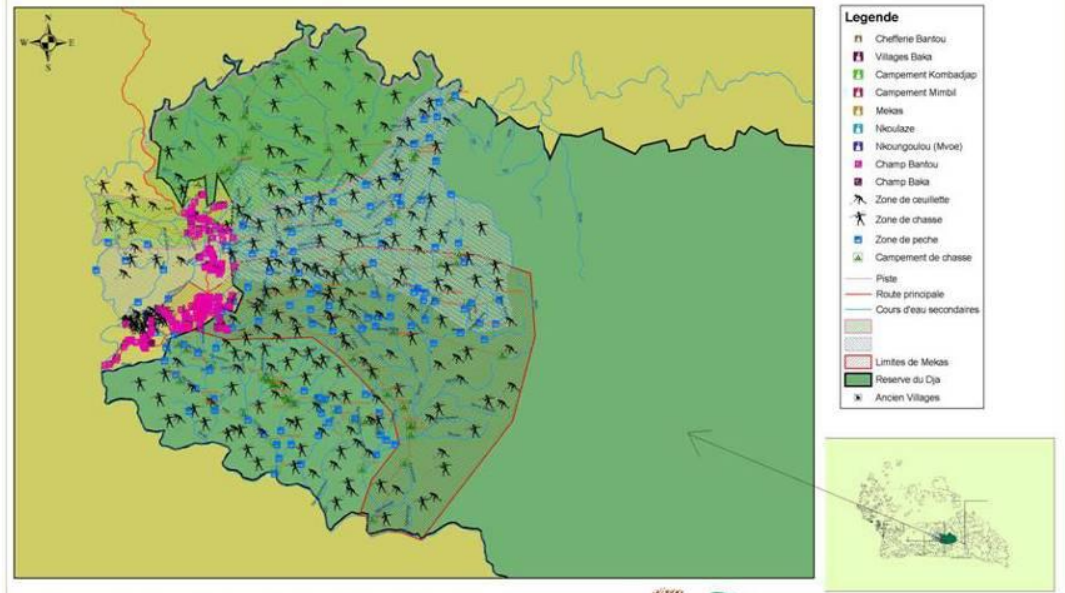 N
W E
S
Legende
Chefferie Bantou
Villages Baka
Campement Kombadjap
Campement Mimbil
Mekas
Nkoulaze
Nkoungoulou (Mvoe)
Champ Bantou
Champ Baka
Zone de ceuillette
Zone de chasse
Zone de peche
Campement de chasse
Piste
Route principale
Cours d'eau secondaires
Limites de Mekas
Reserve du Dja
Ancien Villages